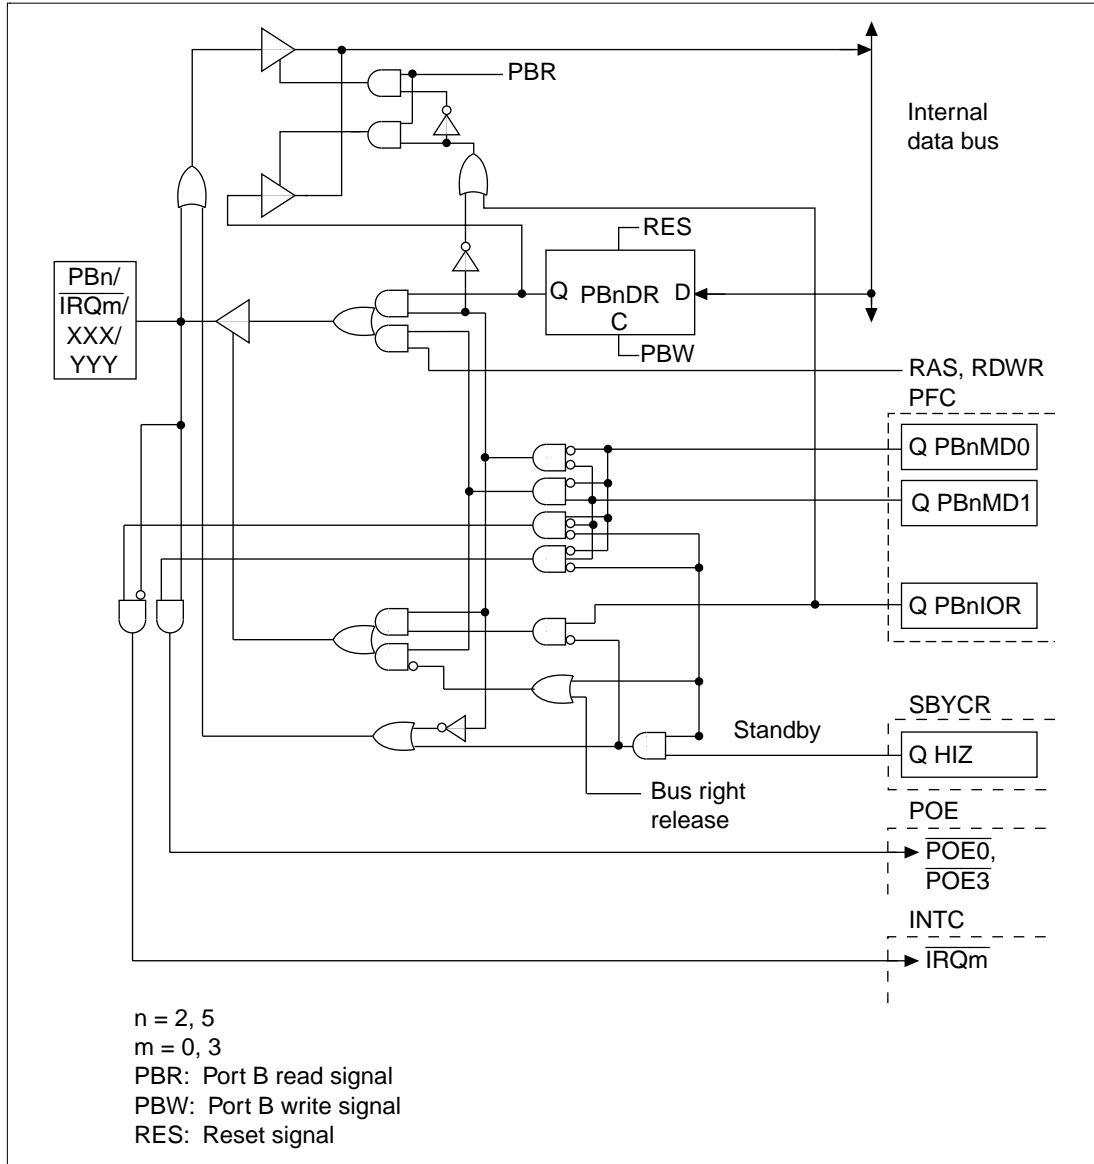 PBR
Internal
data bus
RES
PBn/
IRQm/
XXX/
YYY
Q PBnDR D
C
PBW
RAS, RDWR
PFC
Q PBnMD0
Q PBnMD1
Q PBnIOR
SBYCR
Standby
Q HIZ
Bus right
release
POE
POE0,
POE3
INTC
IRQm
n = 2, 5
m = 0, 3
PBR: Port B read signal
PBW: Port B write signal
RES: Reset signal